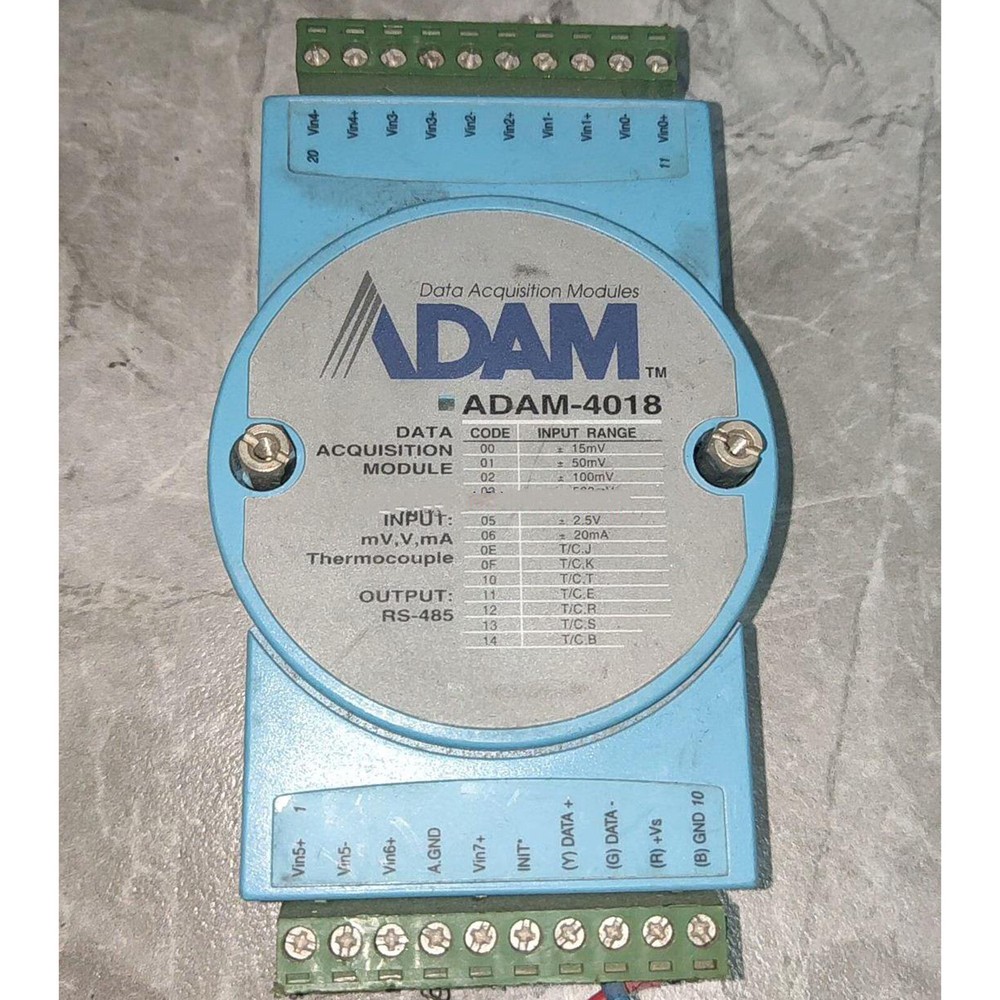 Vin4- Vin4+ Vin3- Vin3+ Vin2- Vin2+ Vin1- Vin1+ Vin0- Vin0+
20 11
Data Acquisition Modules
ADAM™
ADAM-4018
DATA
ACQUISITION
MODULE
INPUT:
mV,V,mA
Thermocouple
OUTPUT:
RS-485
CODE INPUT RANGE
00 ± 15mV
01 ± 50mV
02 ± 100mV
05 ± 2.5V
06 ± 20mA
0E T/C.J
0F T/C.K
10 T/C.T
11 T/C.E
12 T/C.R
13 T/C.S
14 T/C.B
1 10
Vin5+ Vin5- Vin6+ A.GND Vin7+ INIT* (Y) DATA + (G) DATA - (R) +Vs (B) GND